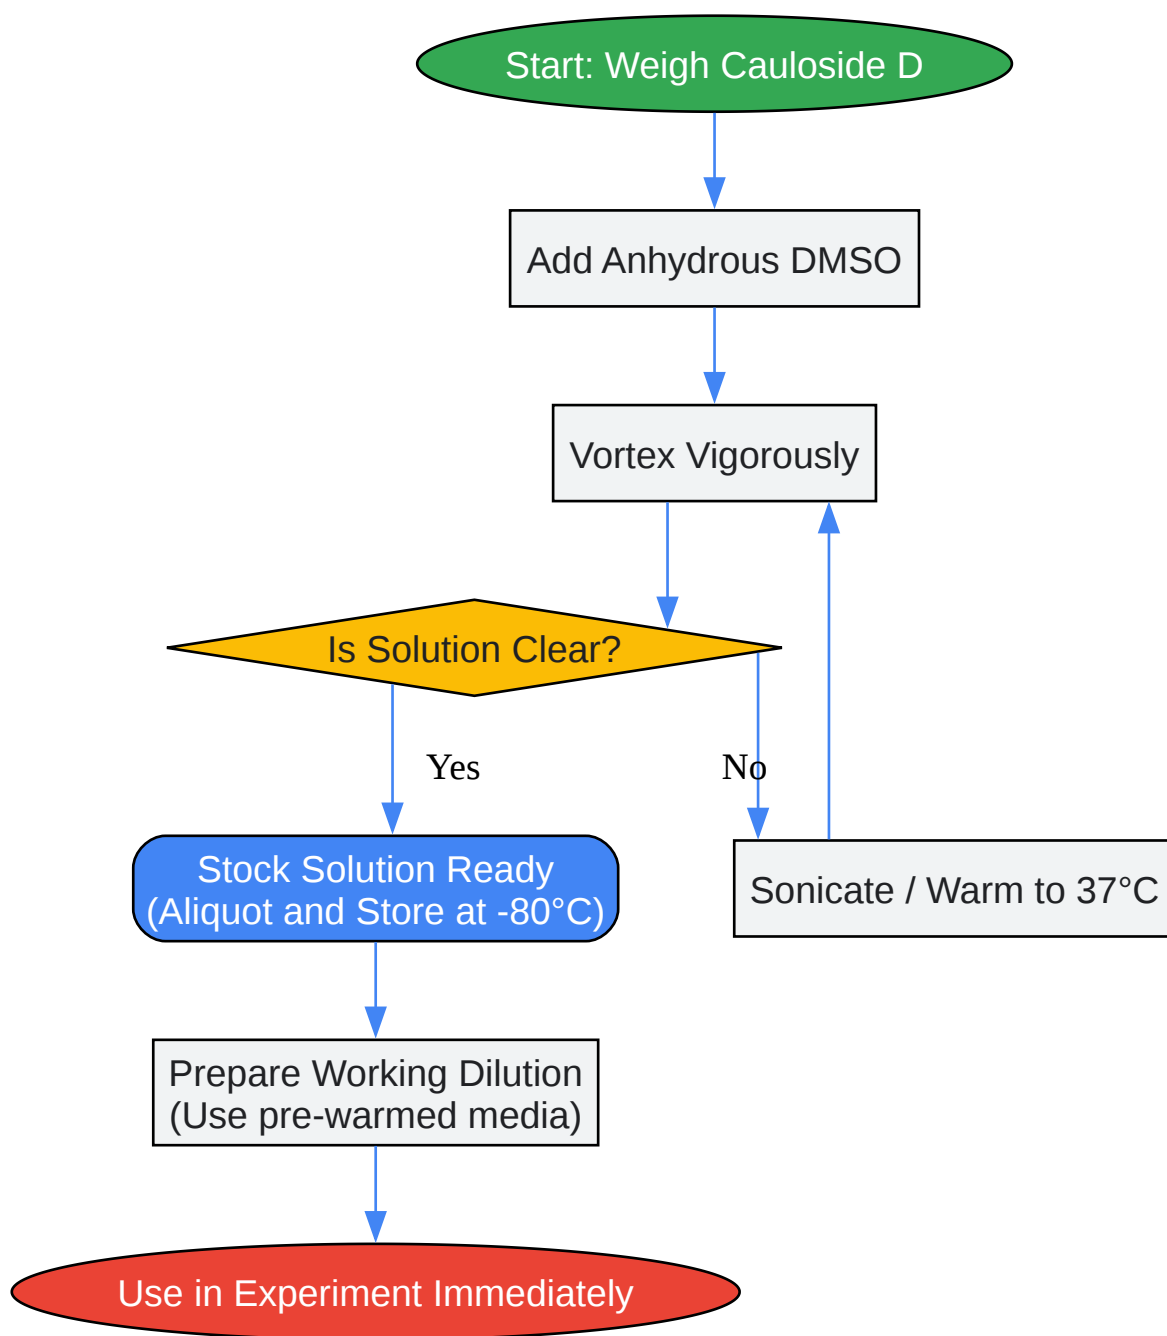 Start: Weigh Cauloside D
Add Anhydrous DMSO
Vortex Vigorously
Is Solution Clear?
Yes
No
Stock Solution Ready
(Aliquot and Store at -80°C)
Sonicate / Warm to 37°C
Prepare Working Dilution
(Use pre-warmed media)
Use in Experiment Immediately